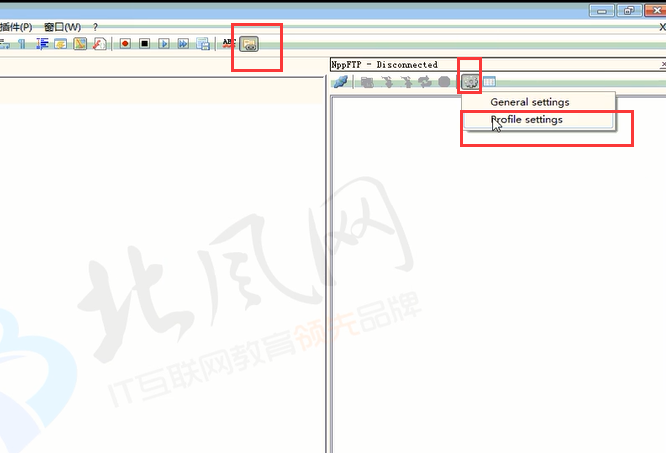 插件(P) 窗口(W) ?
ABC
NppFTP - Disconnected
General settings
Profile settings
北风网
IT互联网教育领先品牌